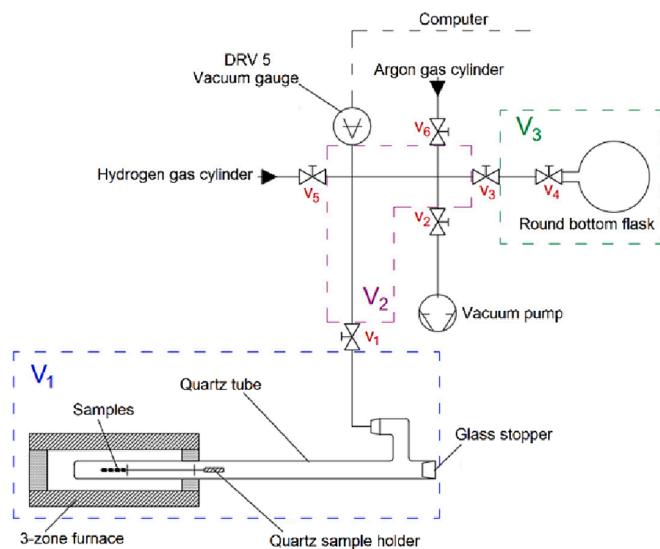 Computer
DRV 5
Vacuum gauge
Argon gas cylinder
v6
V3
Hydrogen gas cylinder
v5
v3
v4
v2
Round bottom flask
V2
Vacuum pump
v1
V1
Quartz tube
Samples
Glass stopper
3-zone furnace
Quartz sample holder